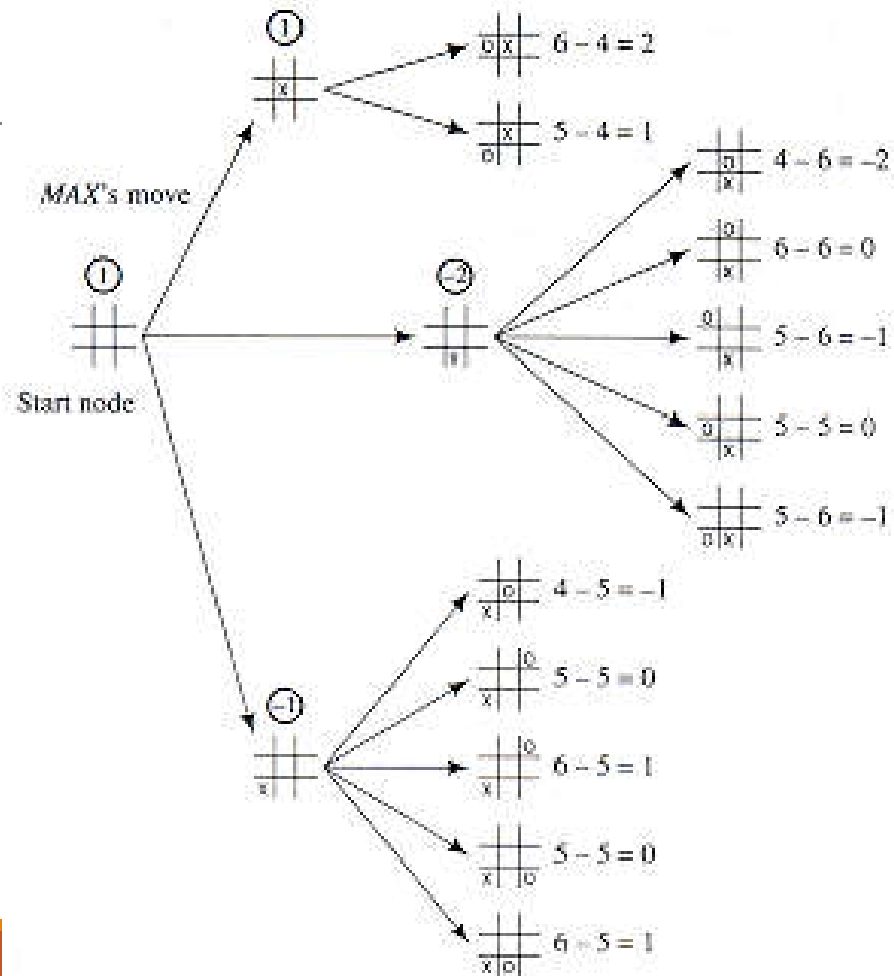 1
O X 6 – 4 = 2
X
X
O 5 – 4 = 1
O
X 4 – 6 = –2
MAX's move
O
X 6 – 6 = 0
1
–2
O
X 5 – 6 = –1
X
Start node
O
X 5 – 5 = 0
O X 5 – 6 = –1
O
X 4 – 5 = –1
O
X 5 – 5 = 0
–1
O
X 6 – 5 = 1
X
X O 5 – 5 = 0
X O 6 – 5 = 1